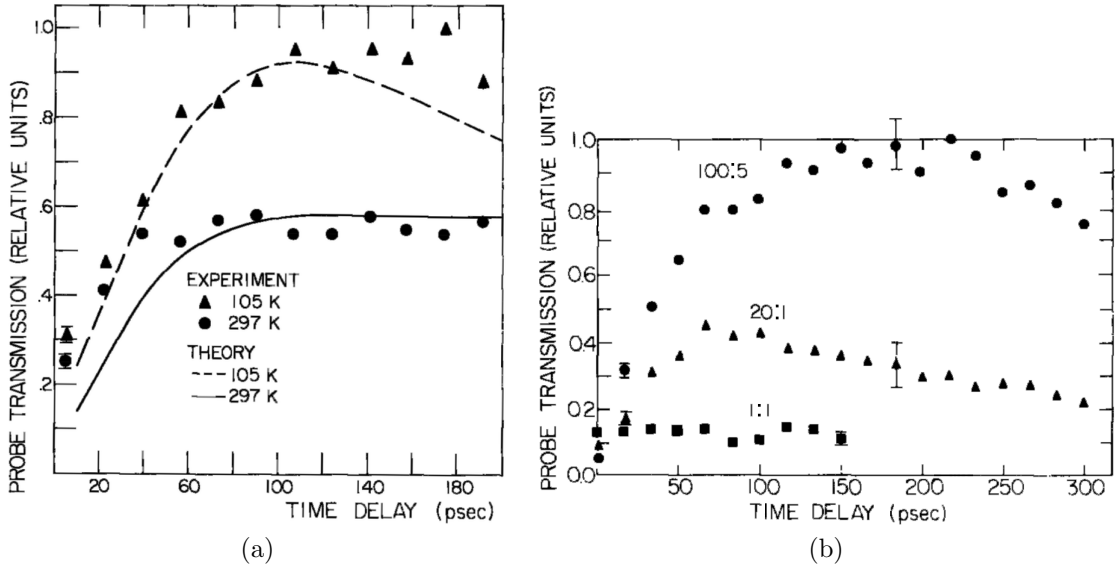 PROBE TRANSMISSION (RELATIVE UNITS)
1.0
.8
.6
.4
.2
EXPERIMENT
105 K
297 K
THEORY
105 K
297 K
20
60
100
140
180
TIME DELAY (psec)
(a)
PROBE TRANSMISSION (RELATIVE UNITS)
1.0
0.8
0.6
0.4
0.2
0.0
100:5
20:1
1:1
0
50
100
150
200
250
300
TIME DELAY (psec)
(b)